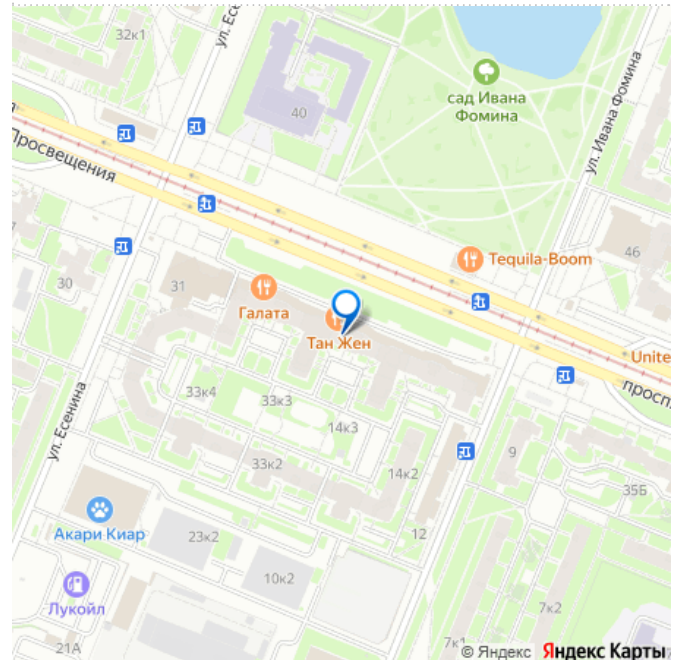 32к1
ул. Есенина
40
сад Ивана
Фомина
ул. Ивана Фомина
Просвещения
Tequila-Boom
46
30
31
Галата
Тан Жен
Unite
просп.
33к4
33к3
14к3
ул. Есенина
33к2
14к2
9
35Б
Акари Киар
23к2
12
10к2
Лукойл
7к2
21А
7к1
© Яндекс Яндекс Карты